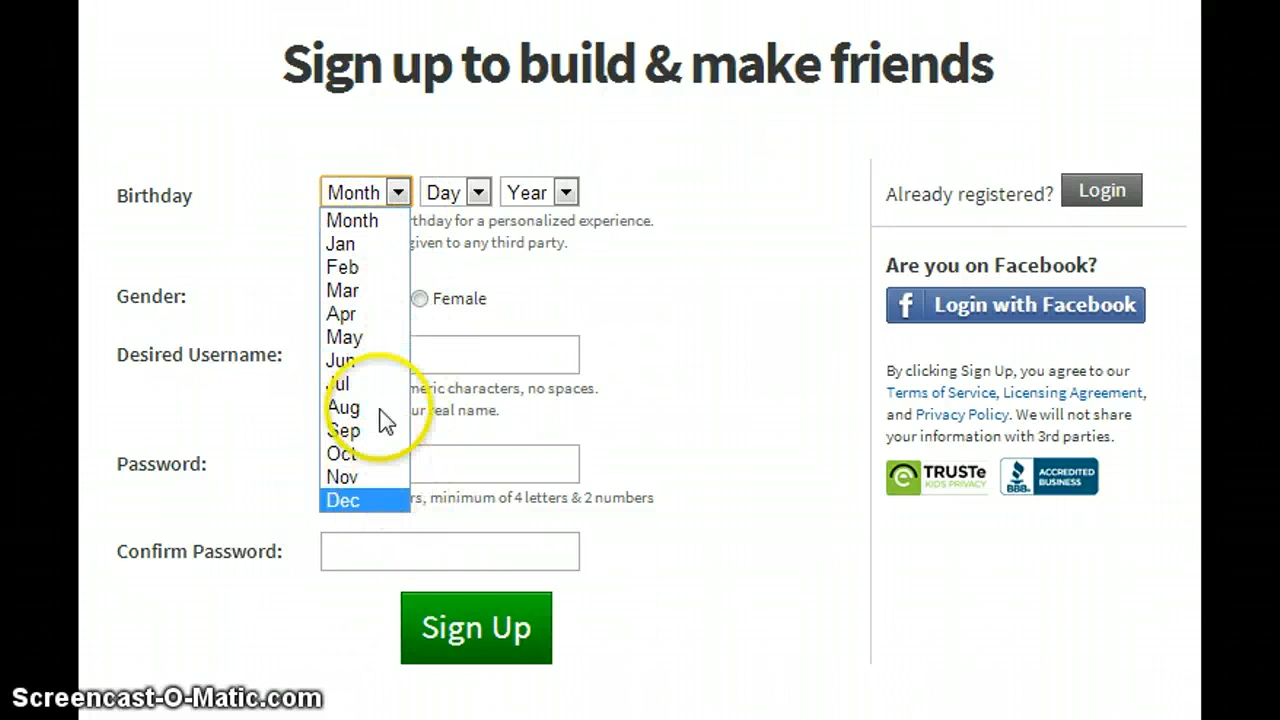 Sign up to build & make friends
Birthday
Month Day Year
Month
Jan
Feb
Mar
Apr
May
Jun
Jul
Aug
Sep
Oct
Nov
Dec
rthday for a personalized experience.
given to any third party.
Gender:
Female
Desired Username:
meric characters, no spaces.
ur real name.
Password:
rs, minimum of 4 letters & 2 numbers
Confirm Password:
Sign Up
Already registered? Login
Are you on Facebook?
f Login with Facebook
By clicking Sign Up, you agree to our
Terms of Service, Licensing Agreement,
and Privacy Policy. We will not share
your information with 3rd parties.
TRUSTe
KIDS PRIVACY
BBB
ACCREDITED
BUSINESS
Screencast-O-Matic.com